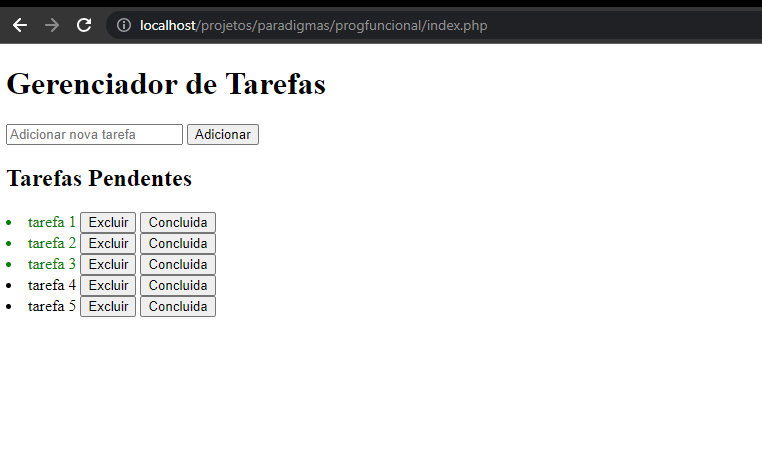 localhost/projetos/paradigmas/progfuncional/index.php
Gerenciador de Tarefas
Adicionar nova tarefa Adicionar
Tarefas Pendentes
tarefa 1 Excluir Concluida
tarefa 2 Excluir Concluida
tarefa 3 Excluir Concluida
tarefa 4 Excluir Concluida
tarefa 5 Excluir Concluida